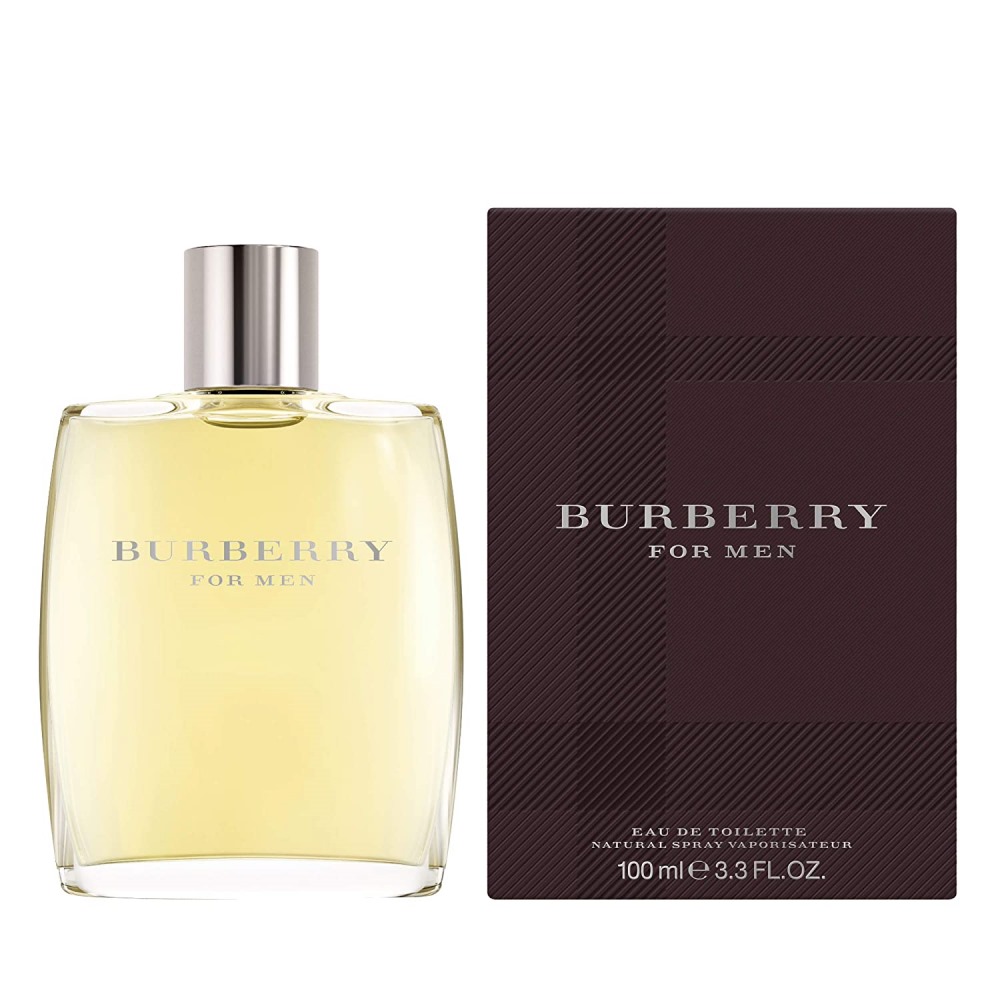 BURBERRY
FOR MEN
BURBERRY
FOR MEN
EAU DE TOILETTE
NATURAL SPRAY VAPORISATEUR
100 ml ℮ 3.3 FL.OZ.